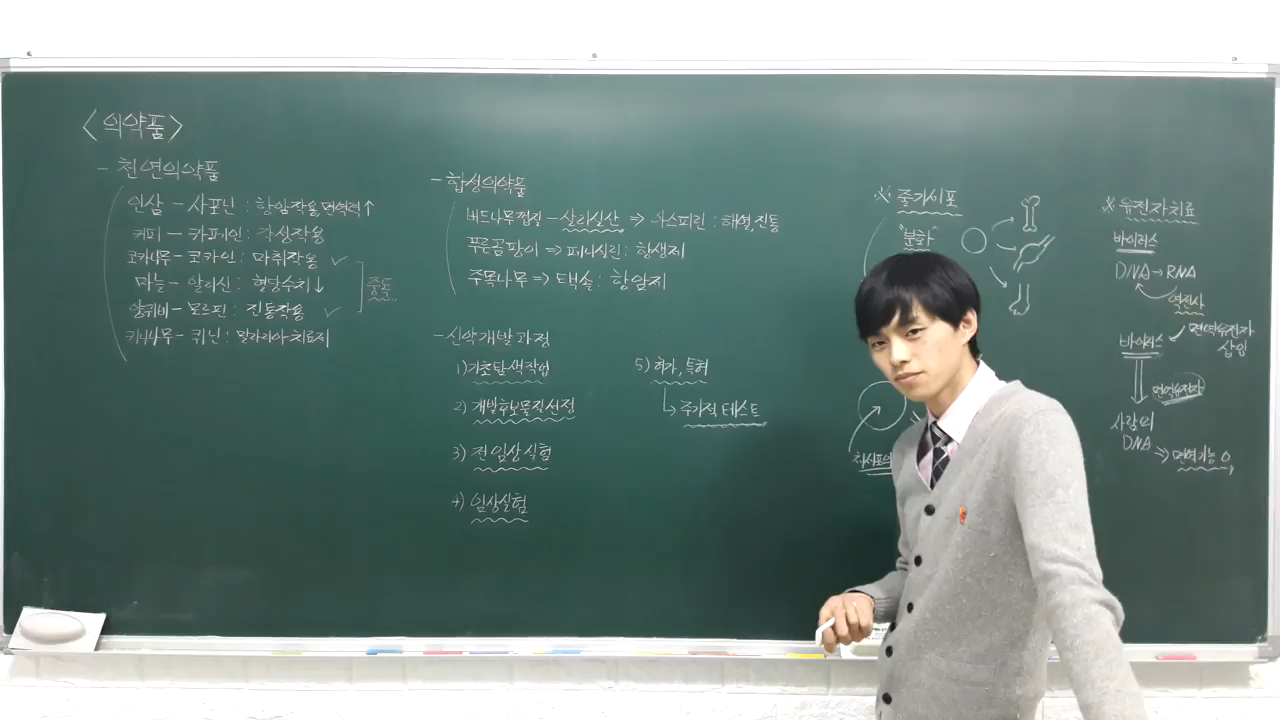 <의약품>
- 천연의약품
인삼 - 사포닌 : 항암작용, 면역력↑
커피 - 카페인 : 각성작용
코카나무 - 코카인 : 마취작용 ✓
마늘 - 알리신 : 혈당수치↓
중독
양귀비 - 모르핀 : 진통작용 ✓
키나나무 - 퀴닌 : 말라리아 치료제
- 합성의약품
버드나무껍질 - 살리실산 ⇒ 아스피린 : 해열, 진통
푸른곰팡이 ⇒ 페니실린 : 항생제
주목나무 ⇒ 택솔 : 항암제
- 신약개발 과정
1) 기초탐색작업
2) 개발후보물질선정
3) 전임상실험
4) 임상실험
5) 허가, 특허
↳ 주기적 테스트
※ 줄기세포
"분화"
※ 유전자치료
바이러스
DNA → RNA
역전사
바이러스
면역유전자
삽입
면역유전자
사람의
DNA
⇒ 면역기능 O,